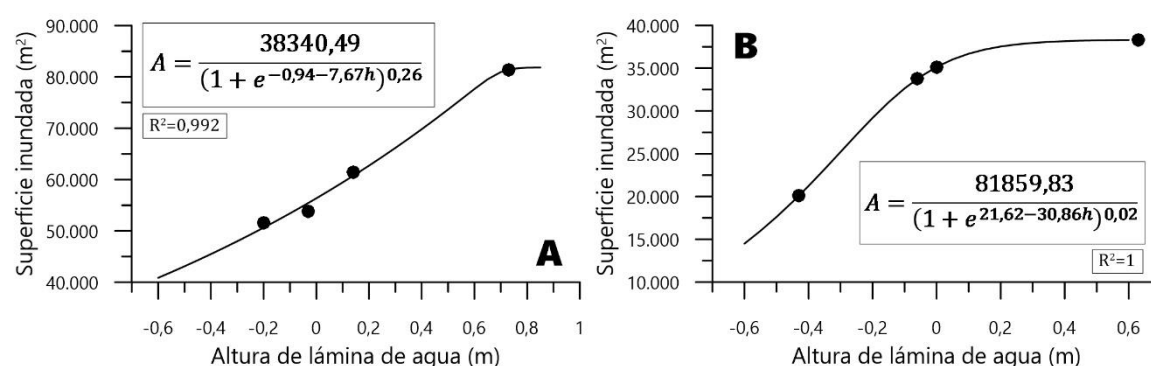 90.000
80.000
70.000
60.000
50.000
40.000
Superficie inundada (m²)
A = 38340,49 / (1 + e^−0,94−7,67h)^0,26
R²=0,992
A
-0,6 -0,4 -0,2 0 0,2 0,4 0,6 0,8 1
Altura de lámina de agua (m)
40.000
35.000
30.000
25.000
20.000
15.000
10.000
Superficie inundada (m²)
B
A = 81859,83 / (1 + e^21,62−30,86h)^0,02
R²=1
-0,6 -0,4 -0,2 0 0,2 0,4 0,6
Altura de lámina de agua (m)